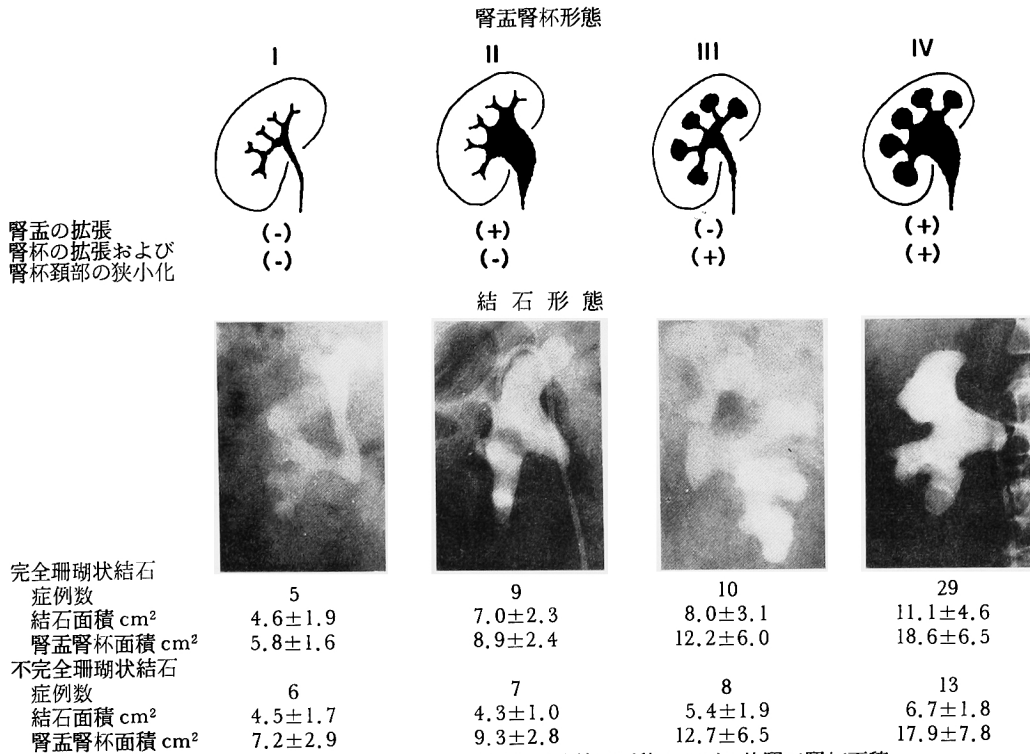 腎盂腎杯形態
I II III IV
腎盂の拡張 (-) (+) (-) (+)
腎杯の拡張および (-) (-) (+) (+)
腎杯頚部の狭小化
結石形態
完全珊瑚状結石
症例数 5 9 10 29
結石面積 cm² 4.6±1.9 7.0±2.3 8.0±3.1 11.1±4.6
腎盂腎杯面積 cm² 5.8±1.6 8.9±2.4 12.2±6.0 18.6±6.5
不完全珊瑚状結石
症例数 6 7 8 13
結石面積 cm² 4.5±1.7 4.3±1.0 5.4±1.9 6.7±1.8
腎盂腎杯面積 cm² 7.2±2.9 9.3±2.8 12.7±6.5 17.9±7.8